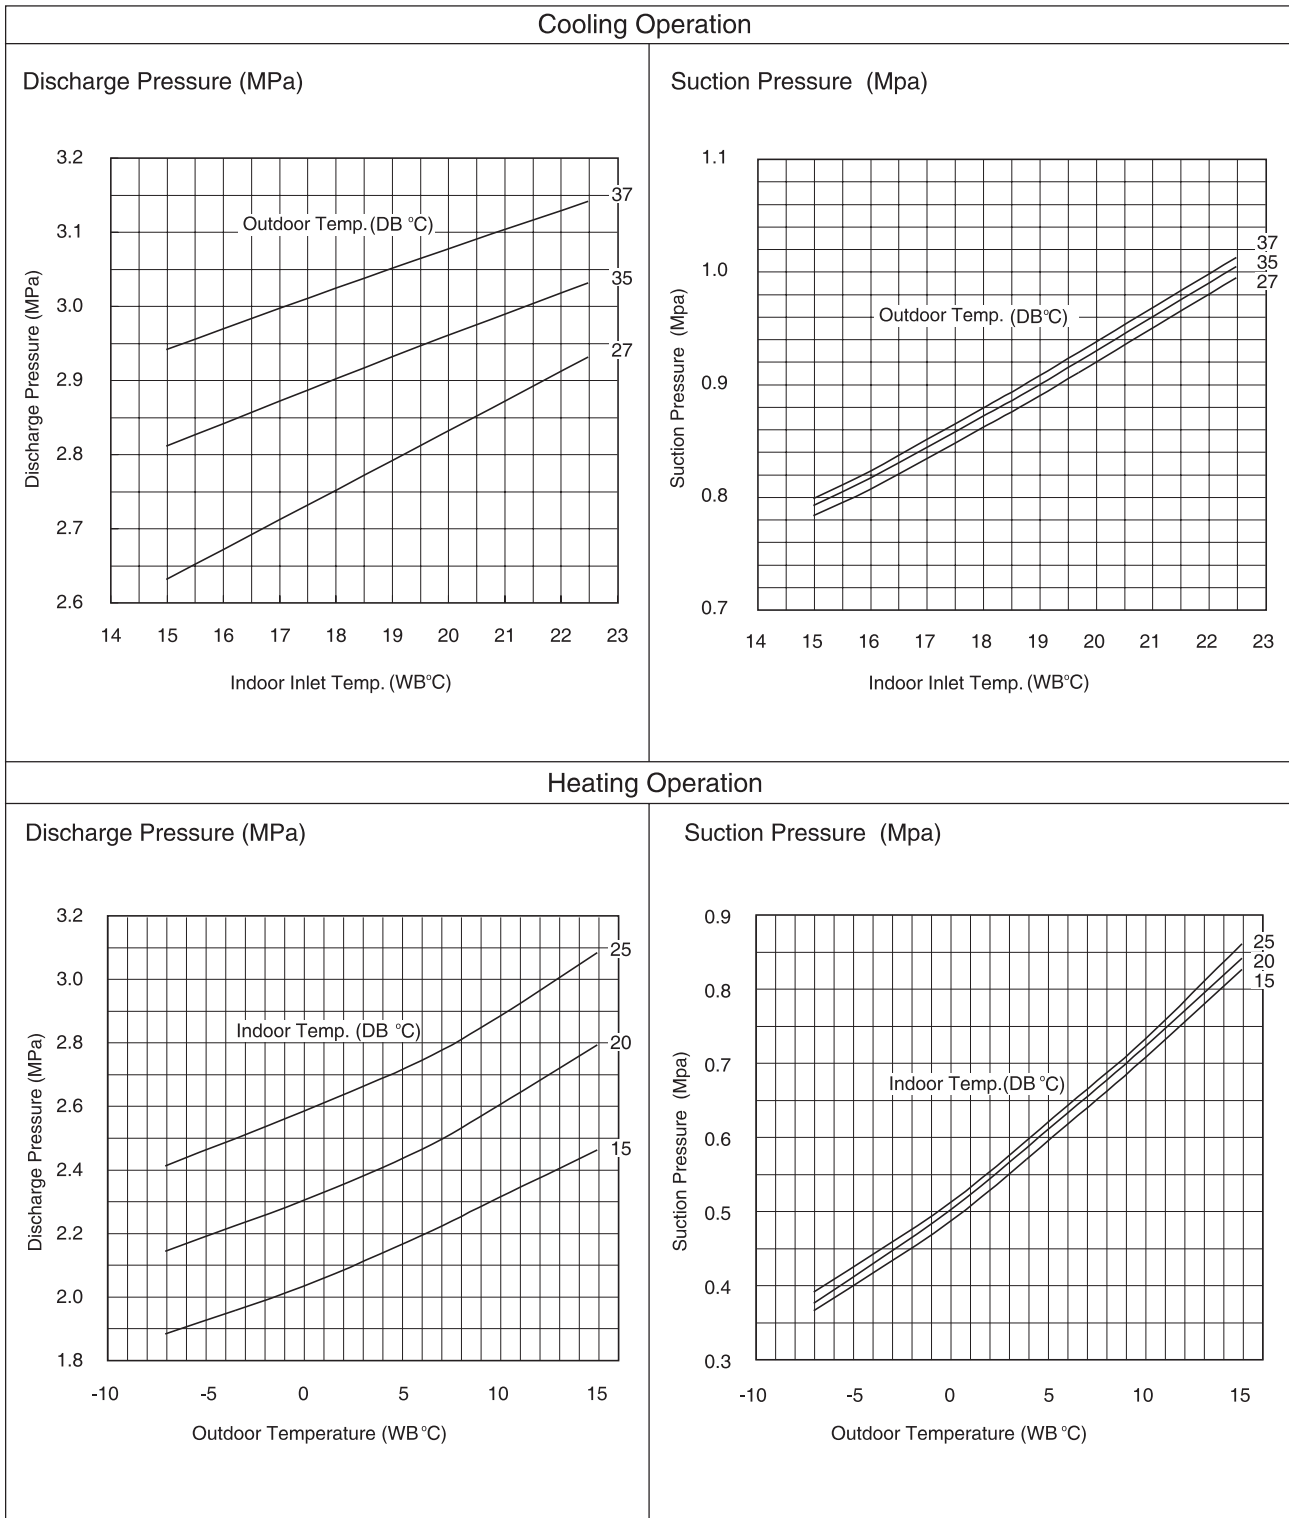 Cooling Operation
Discharge Pressure (MPa)
3.2
3.1
3.0
2.9
2.8
2.7
2.6
Discharge Pressure (MPa)
Outdoor Temp. (DB °C)
37
35
27
14 15 16 17 18 19 20 21 22 23
Indoor Inlet Temp. (WB°C)
Suction Pressure (Mpa)
1.1
1.0
0.9
0.8
0.7
Suction Pressure (Mpa)
Outdoor Temp. (DB°C)
37
35
27
14 15 16 17 18 19 20 21 22 23
Indoor Inlet Temp. (WB°C)
Heating Operation
Discharge Pressure (MPa)
3.2
3.0
2.8
2.6
2.4
2.2
2.0
1.8
Discharge Pressure (MPa)
Indoor Temp. (DB °C)
25
20
15
-10 -5 0 5 10 15
Outdoor Temperature (WB °C)
Suction Pressure (Mpa)
0.9
0.8
0.7
0.6
0.5
0.4
0.3
Suction Pressure (Mpa)
Indoor Temp. (DB °C)
25
20
15
-10 -5 0 5 10 15
Outdoor Temperature (WB °C)